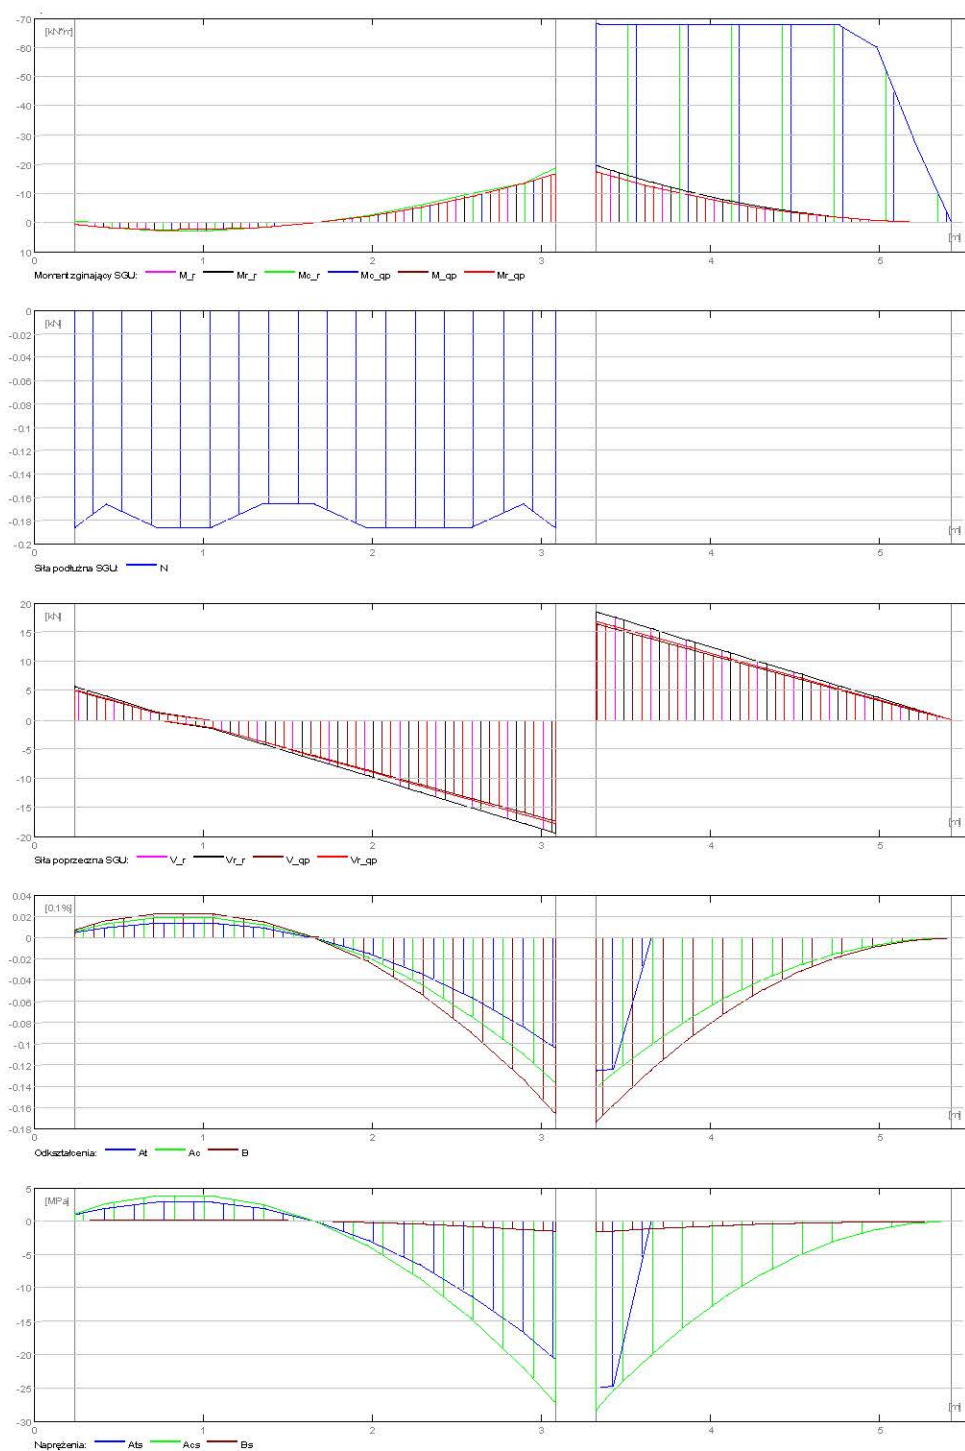 -70
[kN*m]
-60
-50
-40
-30
-20
-10
0
[m]
10
0 1 2 3 4 5
Moment zginający SGU: M_r Mr_r Mc_r Mc_qp M_qp Mr_qp
0
[kN]
-0.02
-0.04
-0.06
-0.08
-0.1
-0.12
-0.14
-0.16
-0.18
[m]
-0.2
0 1 2 3 4 5
Siła podłużna SGU: N
20
[kN]
15
10
5
0
-5
-10
-15
[m]
-20
0 1 2 3 4 5
Siła poprzeczna SGU: V_r Vr_r V_qp Vr_qp
0.04
[0.1%]
0.02
0
-0.02
-0.04
-0.06
-0.08
-0.1
-0.12
-0.14
-0.16
[m]
-0.18
0 1 2 3 4 5
Odkształcenia: At Ac B
5
[MPa]
0
-5
-10
-15
-20
-25
[m]
-30
0 1 2 3 4 5
Naprężenia: Ats Acs Bs